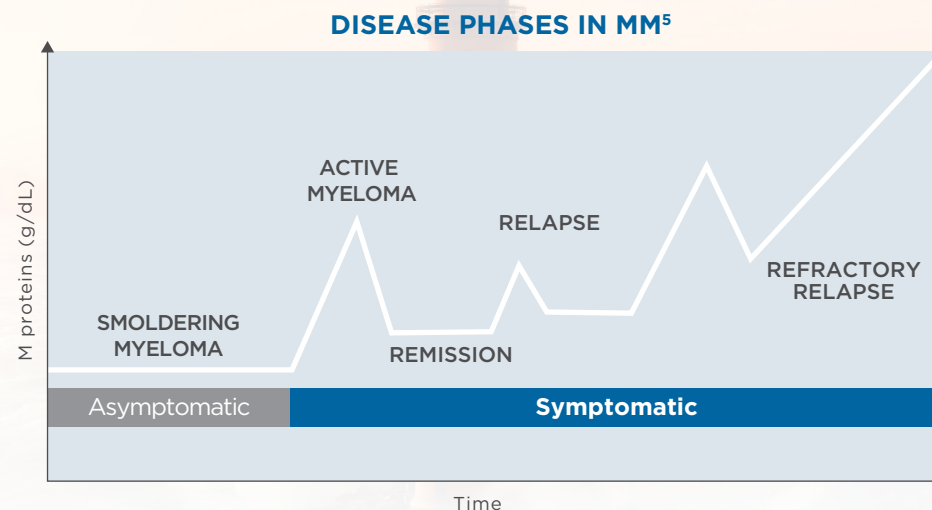 DISEASE PHASES IN MM⁵
M proteins (g/dL)
ACTIVE
MYELOMA
RELAPSE
REFRACTORY
RELAPSE
SMOLDERING
MYELOMA
REMISSION
Asymptomatic
Symptomatic
Time